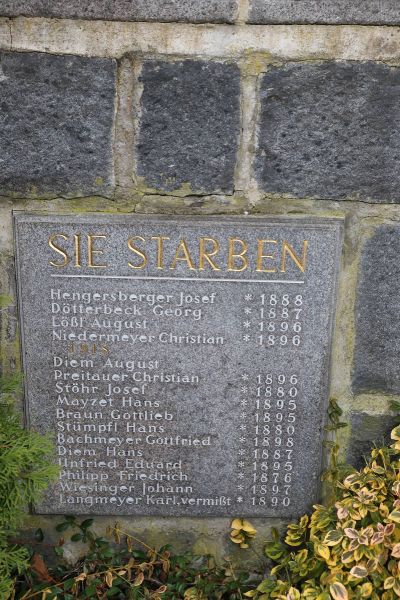 SIE STARBEN
Hengersberger Josef * 1888
Dötterbeck Georg * 1887
Lößl August * 1896
Niedermeyer Christian * 1896
1918
Diem August
Preitauer Christian * 1896
Stöhr Josef * 1880
Mayzet Hans * 1895
Braun Gottlieb * 1895
Stümpfl Hans * 1880
Bachmeyer Gottfried * 1898
Diem Hans * 1887
Unfried Eduard * 1895
Philipp Friedrich * 1876
Wiesinger Johann * 1897
Langmeyer Karl, vermißt * 1890